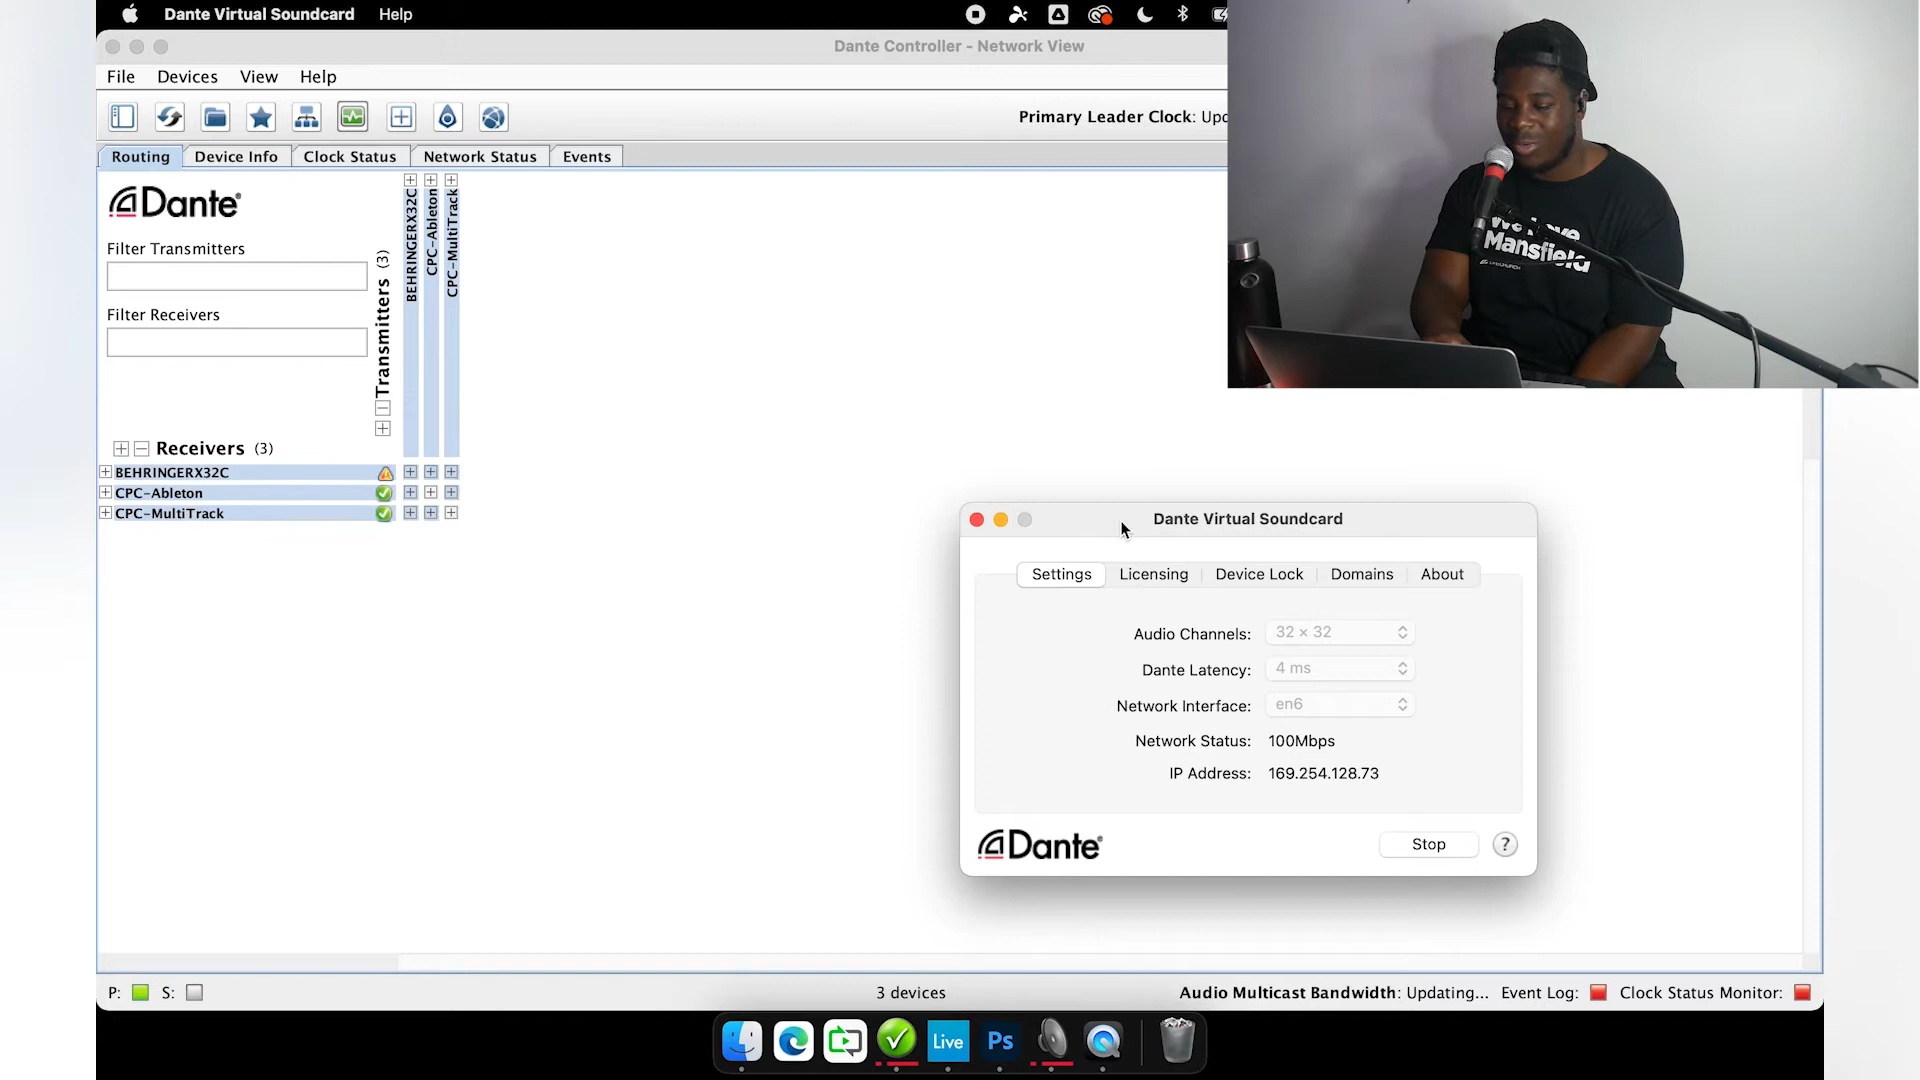 Dante Virtual Soundcard Help
Dante Controller - Network View
File Devices View Help
Primary Leader Clock:
Routing Device Info Clock Status Network Status Events
Dante
Filter Transmitters
Filter Receivers
Transmitters (3)
BEHRINGERX32C
CPC-Ableton
CPC-MultiTrack
Receivers (3)
BEHRINGERX32C
CPC-Ableton
CPC-MultiTrack
We Love
Mansfield
Dante Virtual Soundcard
Settings Licensing Device Lock Domains About
Audio Channels: 32 × 32
Dante Latency: 4 ms
Network Interface: en6
Network Status: 100Mbps
IP Address: 169.254.128.73
Dante
Stop ?
P: S: 3 devices Audio Multicast Bandwidth: Updating... Event Log: Clock Status Monitor:
Live Ps